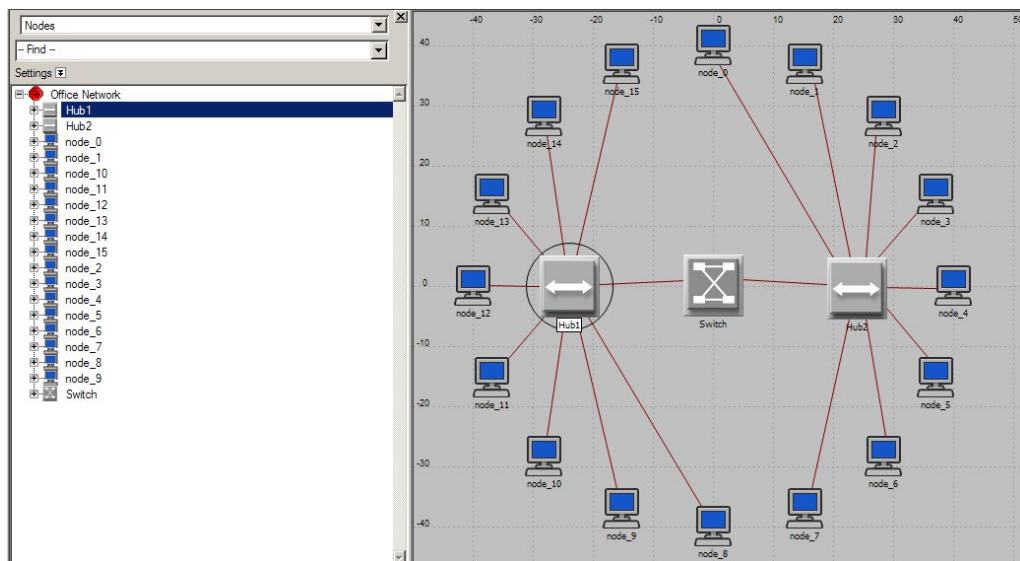 Nodes
-- Find --
Settings
Office Network
Hub1
Hub2
node_0
node_1
node_10
node_11
node_12
node_13
node_14
node_15
node_2
node_3
node_4
node_5
node_6
node_7
node_8
node_9
Switch
-40 -30 -20 -10 0 10 20 30 40 50
40
node_15
node_0
node_1
30
node_14
node_2
20
node_13
node_3
10
0
node_12
Hub1
Switch
Hub2
node_4
-10
node_11
node_5
-20
node_10
node_6
-30
node_9
node_8
node_7
-40